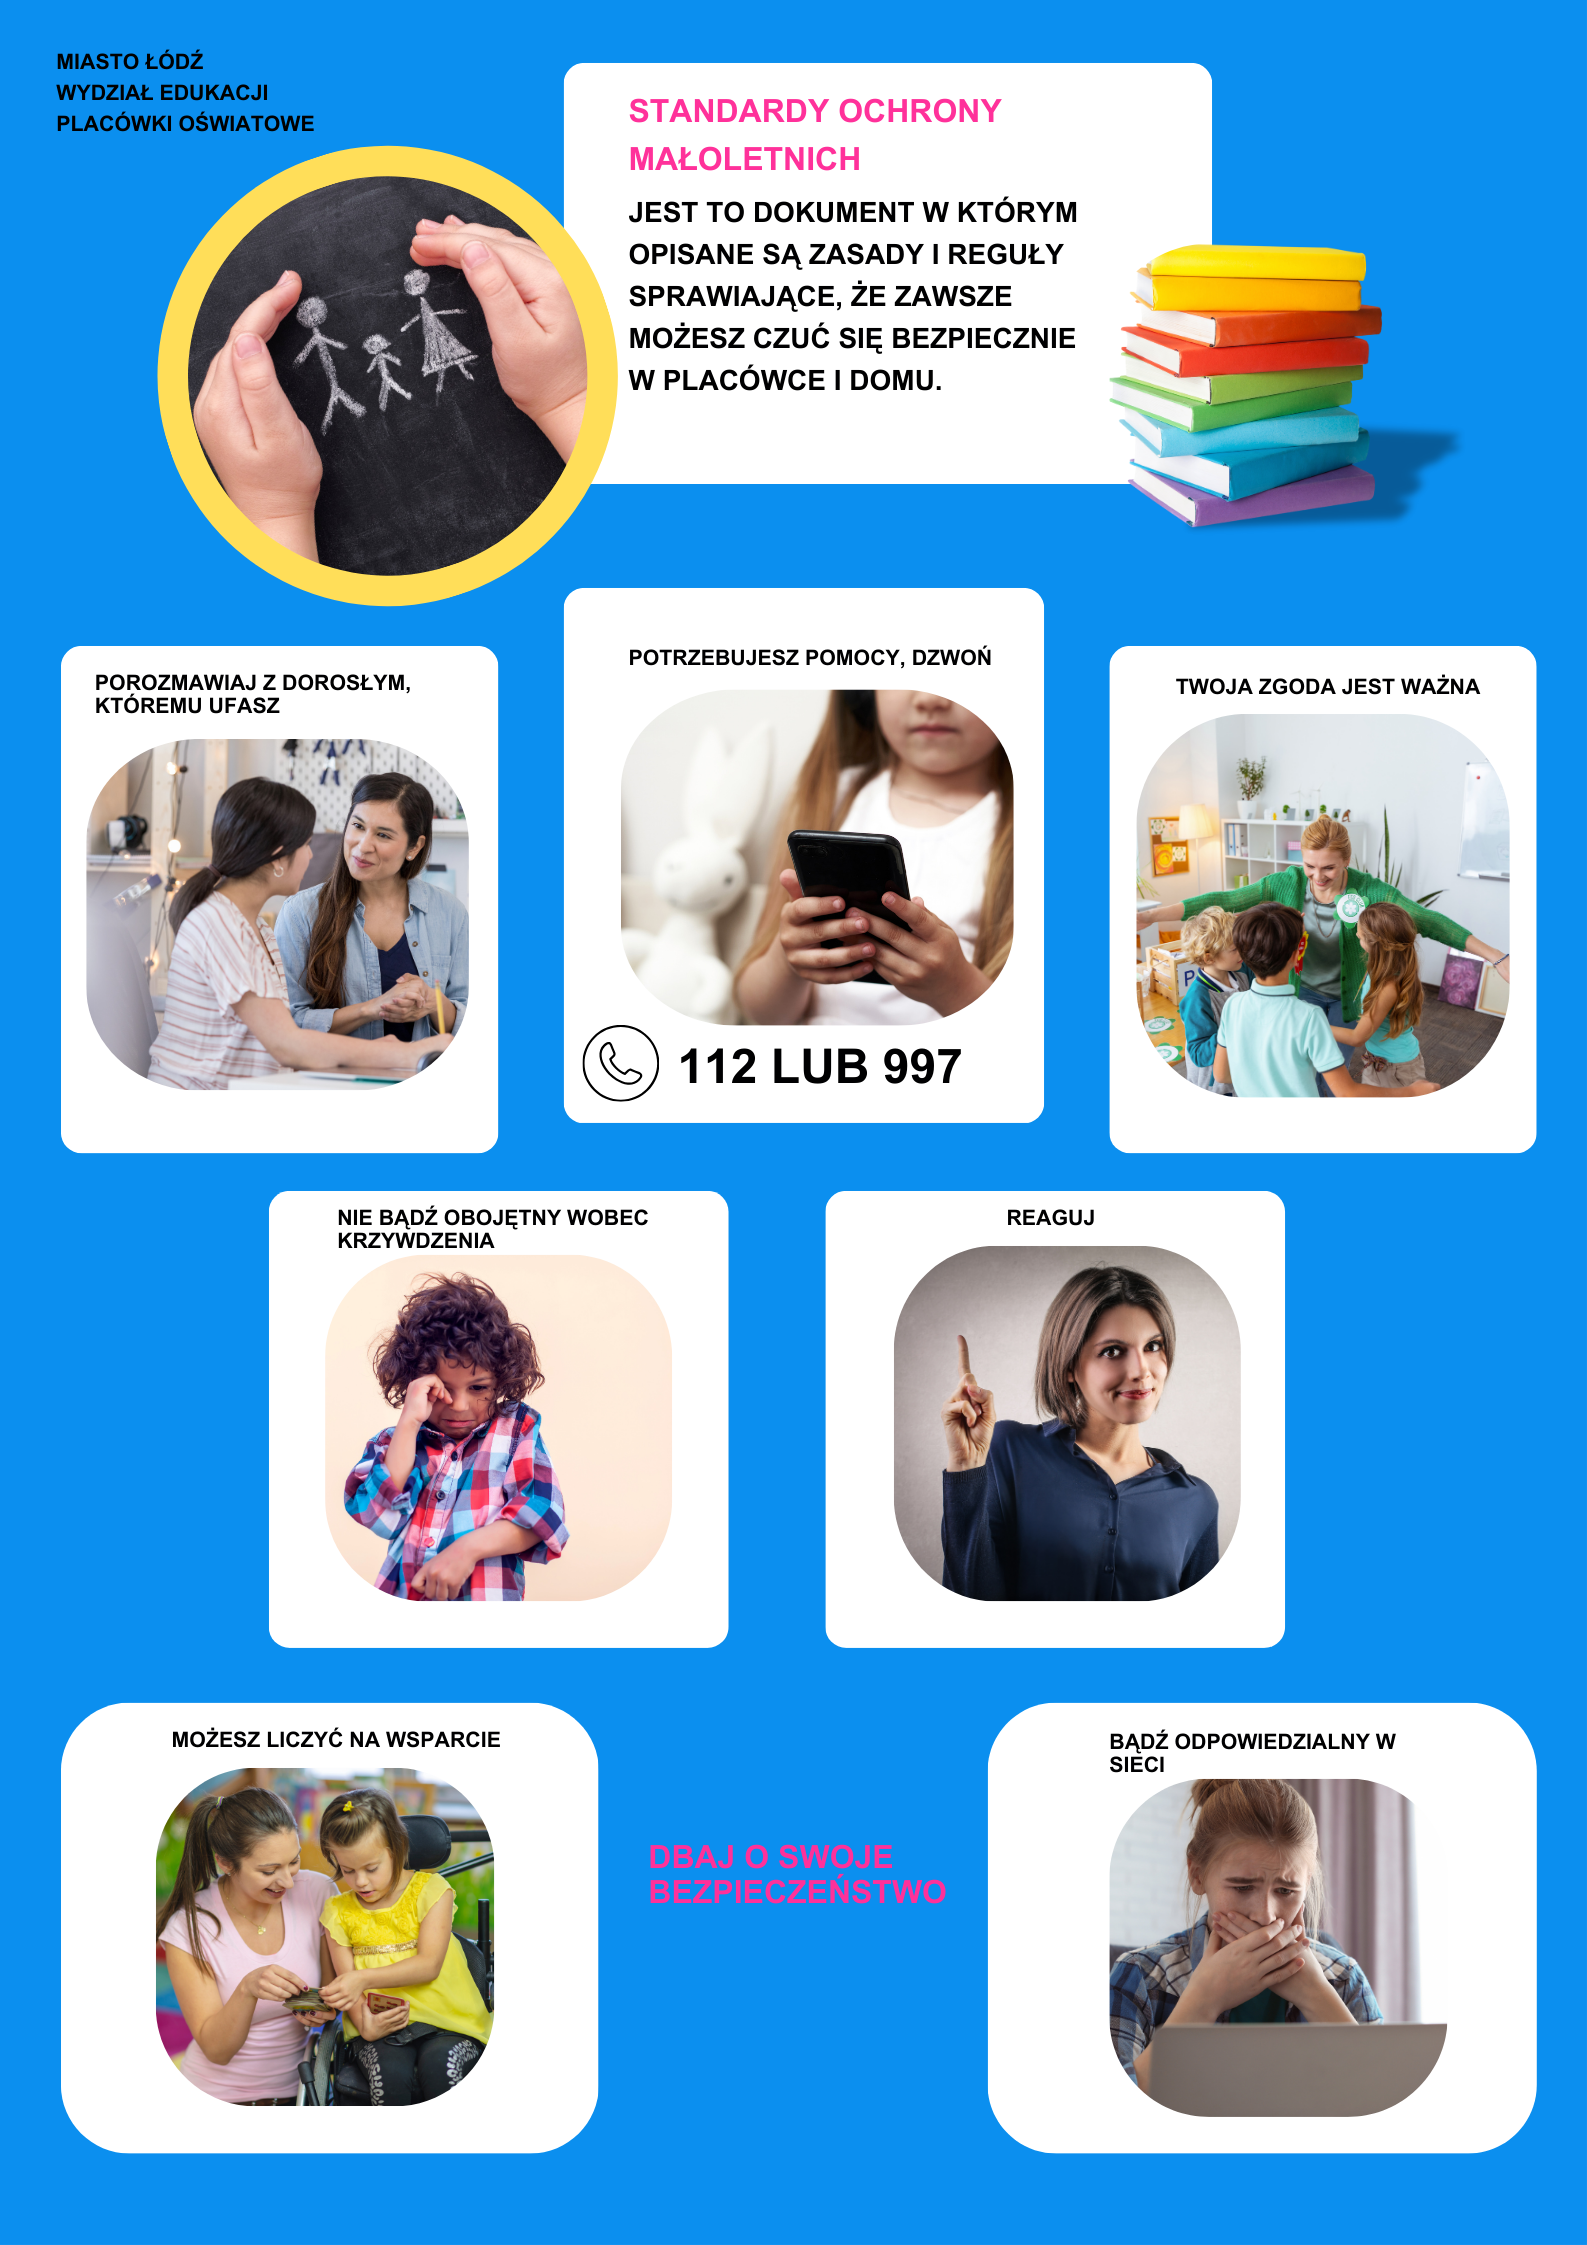 MIASTO ŁÓDŹ
WYDZIAŁ EDUKACJI
PLACÓWKI OŚWIATOWE
STANDARDY OCHRONY
MAŁOLETNICH
JEST TO DOKUMENT W KTÓRYM
OPISANE SĄ ZASADY I REGUŁY
SPRAWIAJĄCE, ŻE ZAWSZE
MOŻESZ CZUĆ SIĘ BEZPIECZNIE
W PLACÓWCE I DOMU.
POROZMAWIAJ Z DOROSŁYM,
KTÓREMU UFASZ
POTRZEBUJESZ POMOCY, DZWOŃ
112 LUB 997
TWOJA ZGODA JEST WAŻNA
NIE BĄDŹ OBOJĘTNY WOBEC
KRZYWDZENIA
REAGUJ
MOŻESZ LICZYĆ NA WSPARCIE
DBAJ O SWOJE
BEZPIECZEŃSTWO
BĄDŹ ODPOWIEDZIALNY W
SIECI